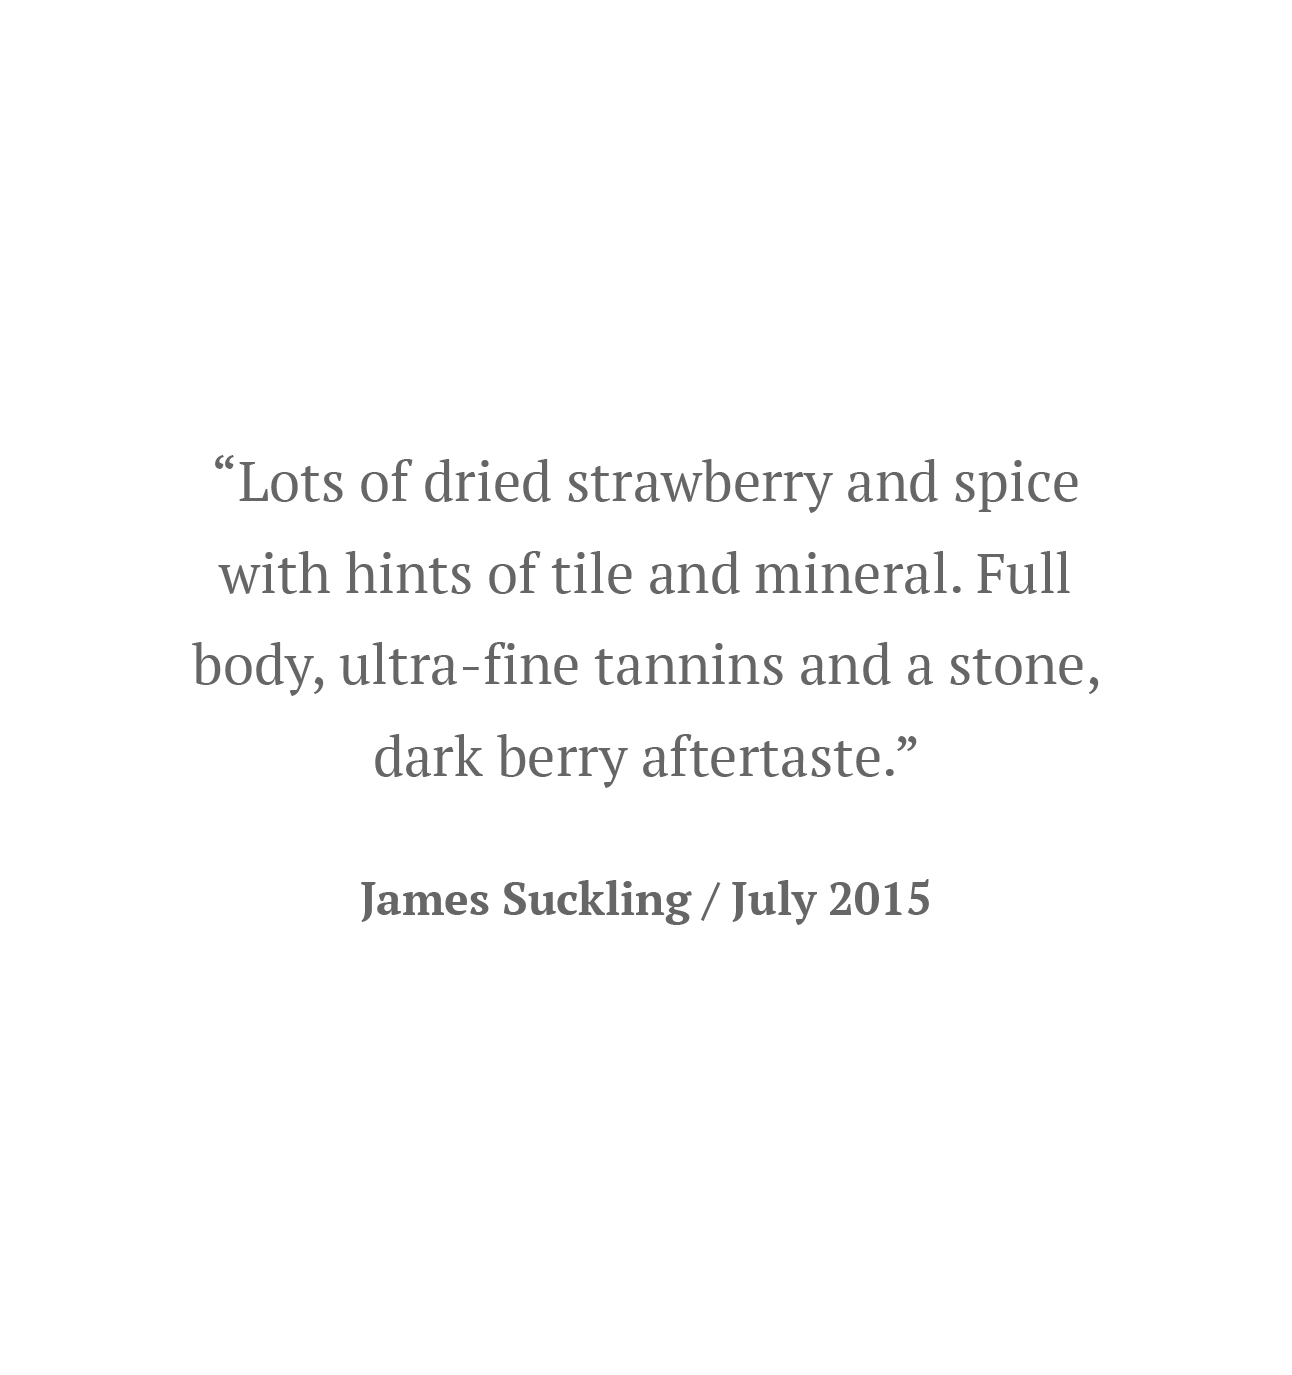 “Lots of dried strawberry and spice
with hints of tile and mineral. Full
body, ultra-fine tannins and a stone,
dark berry aftertaste.”
James Suckling / July 2015